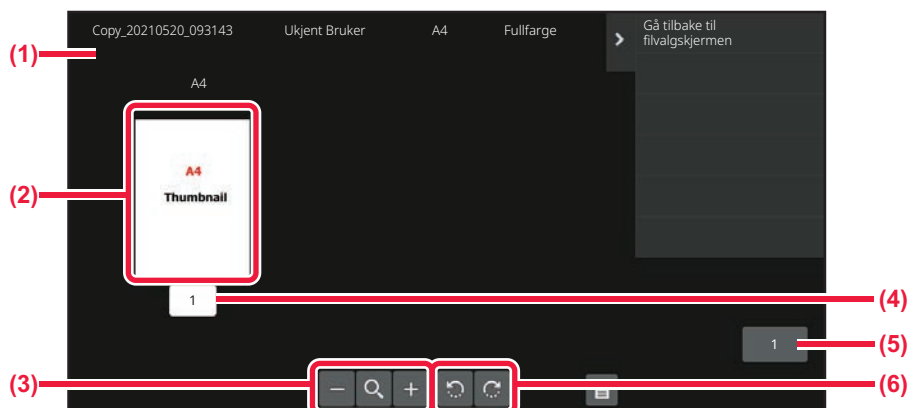 Copy_20210520_093143 Ukjent Bruker A4 Fullfarge
Gå tilbake til
filvalgskjermen
(1)
A4
A4
Thumbnail
(2)
1
(4)
1
(5)
(3)
(6)